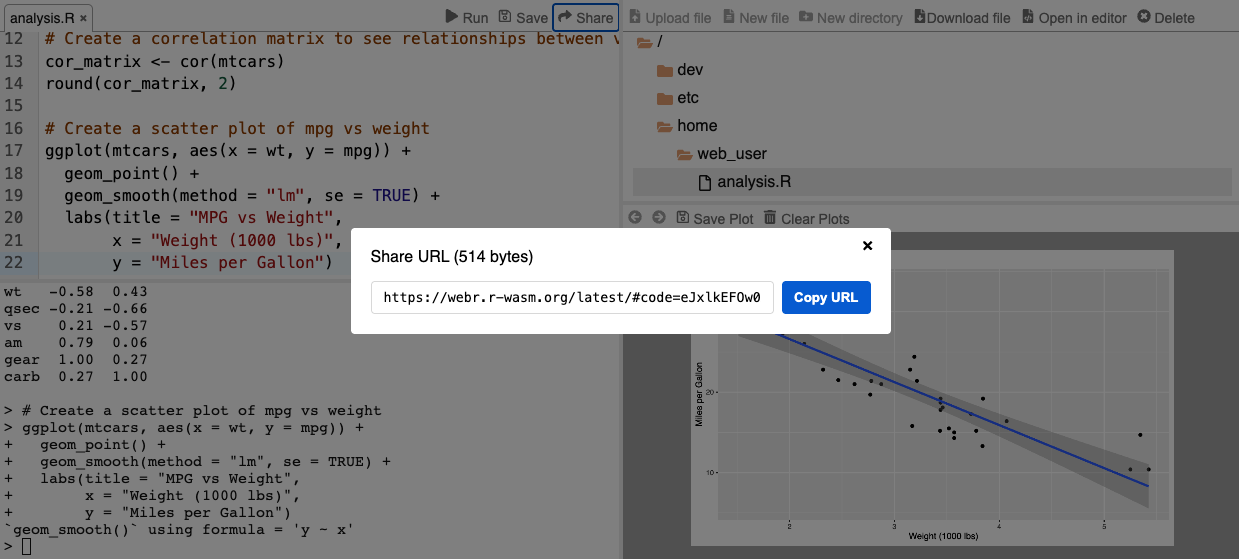 analysis.R ×
Run Save Share
Upload file New file New directory Download file Open in editor Delete
12 # Create a correlation matrix to see relationships between v
13 cor_matrix <- cor(mtcars)
14 round(cor_matrix, 2)
15
16 # Create a scatter plot of mpg vs weight
17 ggplot(mtcars, aes(x = wt, y = mpg)) +
18 geom_point() +
19 geom_smooth(method = "lm", se = TRUE) +
20 labs(title = "MPG vs Weight",
21 x = "Weight (1000 lbs)",
22 y = "Miles per Gallon")
/
dev
etc
home
web_user
analysis.R
Save Plot Clear Plots
Share URL (514 bytes)
×
https://webr.r-wasm.org/latest/#code=eJxlkEFOw0
Copy URL
wt -0.58 0.43
qsec -0.21 -0.66
vs 0.21 -0.57
am 0.79 0.06
gear 1.00 0.27
carb 0.27 1.00
> # Create a scatter plot of mpg vs weight
> ggplot(mtcars, aes(x = wt, y = mpg)) +
+ geom_point() +
+ geom_smooth(method = "lm", se = TRUE) +
+ labs(title = "MPG vs Weight",
+ x = "Weight (1000 lbs)",
+ y = "Miles per Gallon")
`geom_smooth()` using formula = 'y ~ x'
>
Miles per Gallon
20
10
2 3 4 5
Weight (1000 lbs)